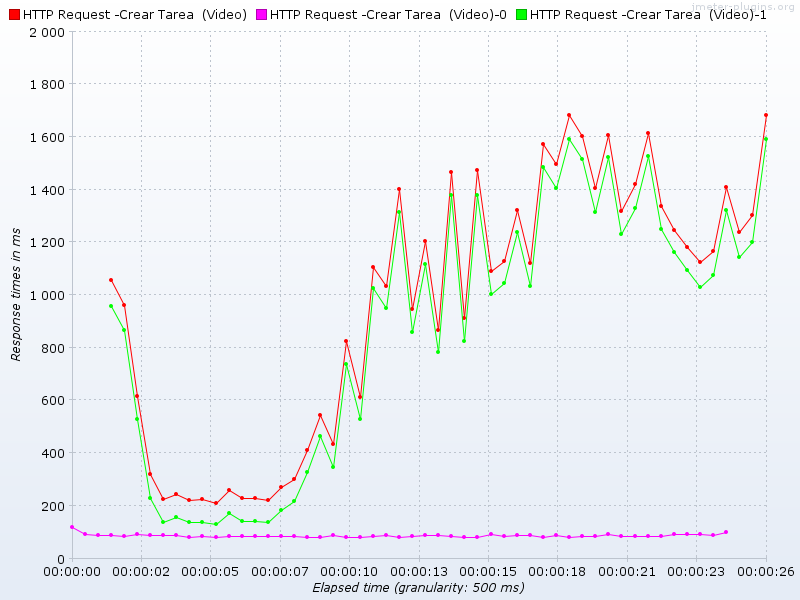 jmeter-plugins.org
HTTP Request -Crear Tarea (Video) HTTP Request -Crear Tarea (Video)-0 HTTP Request -Crear Tarea (Video)-1
2 000
1 800
1 600
1 400
1 200
1 000
800
600
400
200
0
Response times in ms
00:00:00 00:00:02 00:00:05 00:00:07 00:00:10 00:00:13 00:00:15 00:00:18 00:00:21 00:00:23 00:00:26
Elapsed time (granularity: 500 ms)